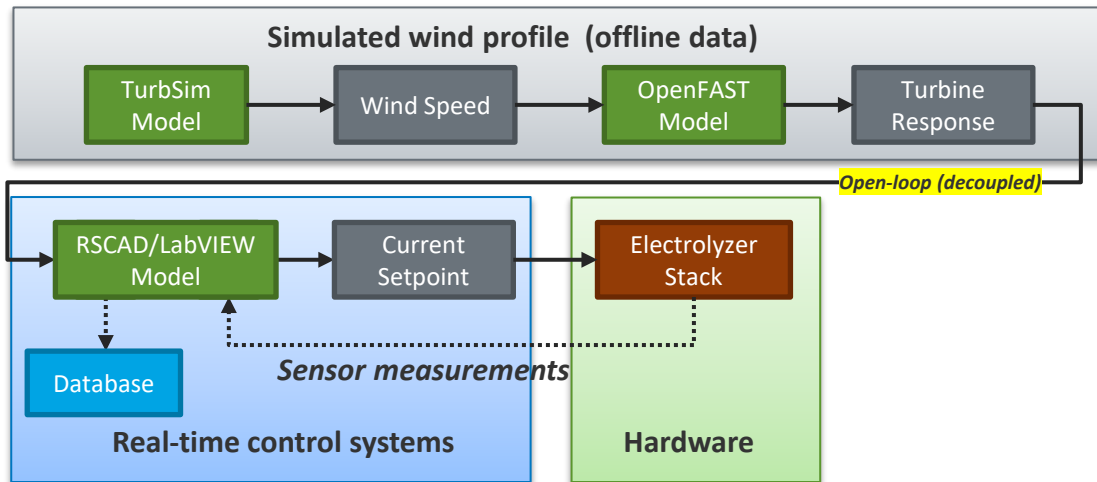 Simulated wind profile (offline data)
TurbSim
Model
Wind Speed
OpenFAST
Model
Turbine
Response
Open-loop (decoupled)
RSCAD/LabVIEW
Model
Current
Setpoint
Electrolyzer
Stack
Sensor measurements
Database
Real-time control systems
Hardware